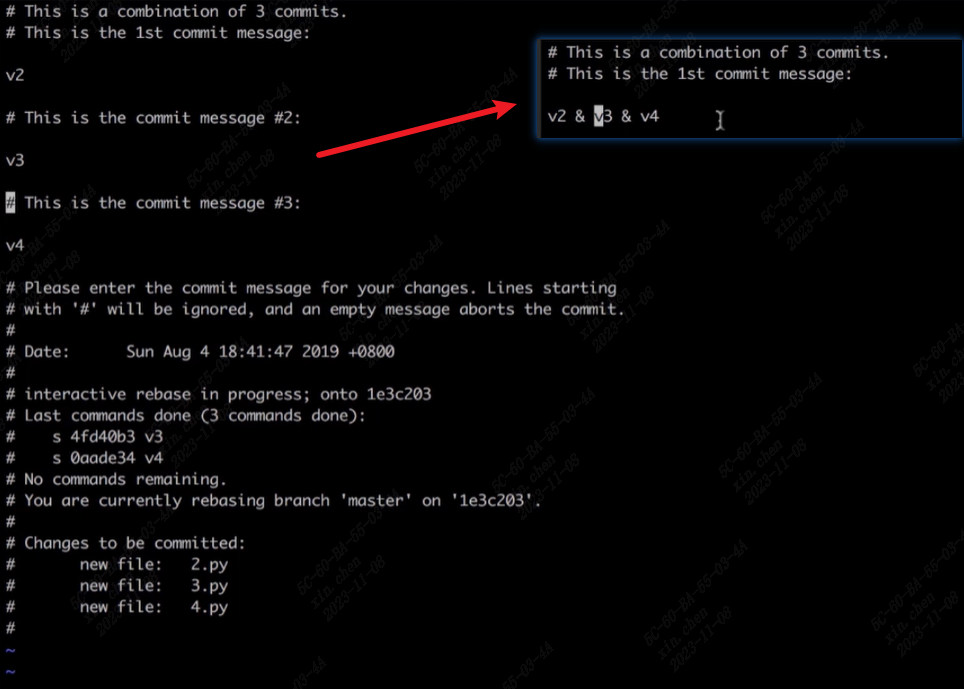 # This is a combination of 3 commits.
# This is the 1st commit message:
v2
# This is the commit message #2:
v3
# This is the commit message #3:
v4
# Please enter the commit message for your changes. Lines starting
# with '#' will be ignored, and an empty message aborts the commit.
#
# Date:      Sun Aug 4 18:41:47 2019 +0800
#
# interactive rebase in progress; onto 1e3c203
# Last commands done (3 commands done):
#    s 4fd40b3 v3
#    s 0aade34 v4
# No commands remaining.
# You are currently rebasing branch 'master' on '1e3c203'.
#
# Changes to be committed:
#       new file:   2.py
#       new file:   3.py
#       new file:   4.py
#
~
~
# This is a combination of 3 commits.
# This is the 1st commit message:
v2 & v3 & v4
6C-60-BA-65-03-4A
xin.chen
2023-11-08